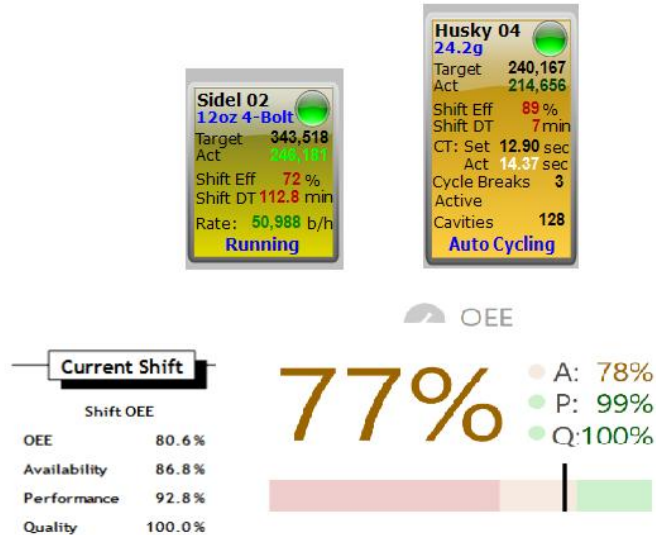 Sidel 02
12oz 4-Bolt
Target 343,518
Act 246,181
Shift Eff 72 %
Shift DT 112.8 min
Rate: 50,988 b/h
Running
Husky 04
24.2g
Target 240,167
Act 214,656
Shift Eff 89 %
Shift DT 7 min
CT: Set 12.90 sec
Act 14.37 sec
Cycle Breaks 3
Active
Cavities 128
Auto Cycling
Current Shift
Shift OEE
OEE 80.6%
Availability 86.8%
Performance 92.8%
Quality 100.0%
OEE
77%
A: 78%
P: 99%
Q:100%